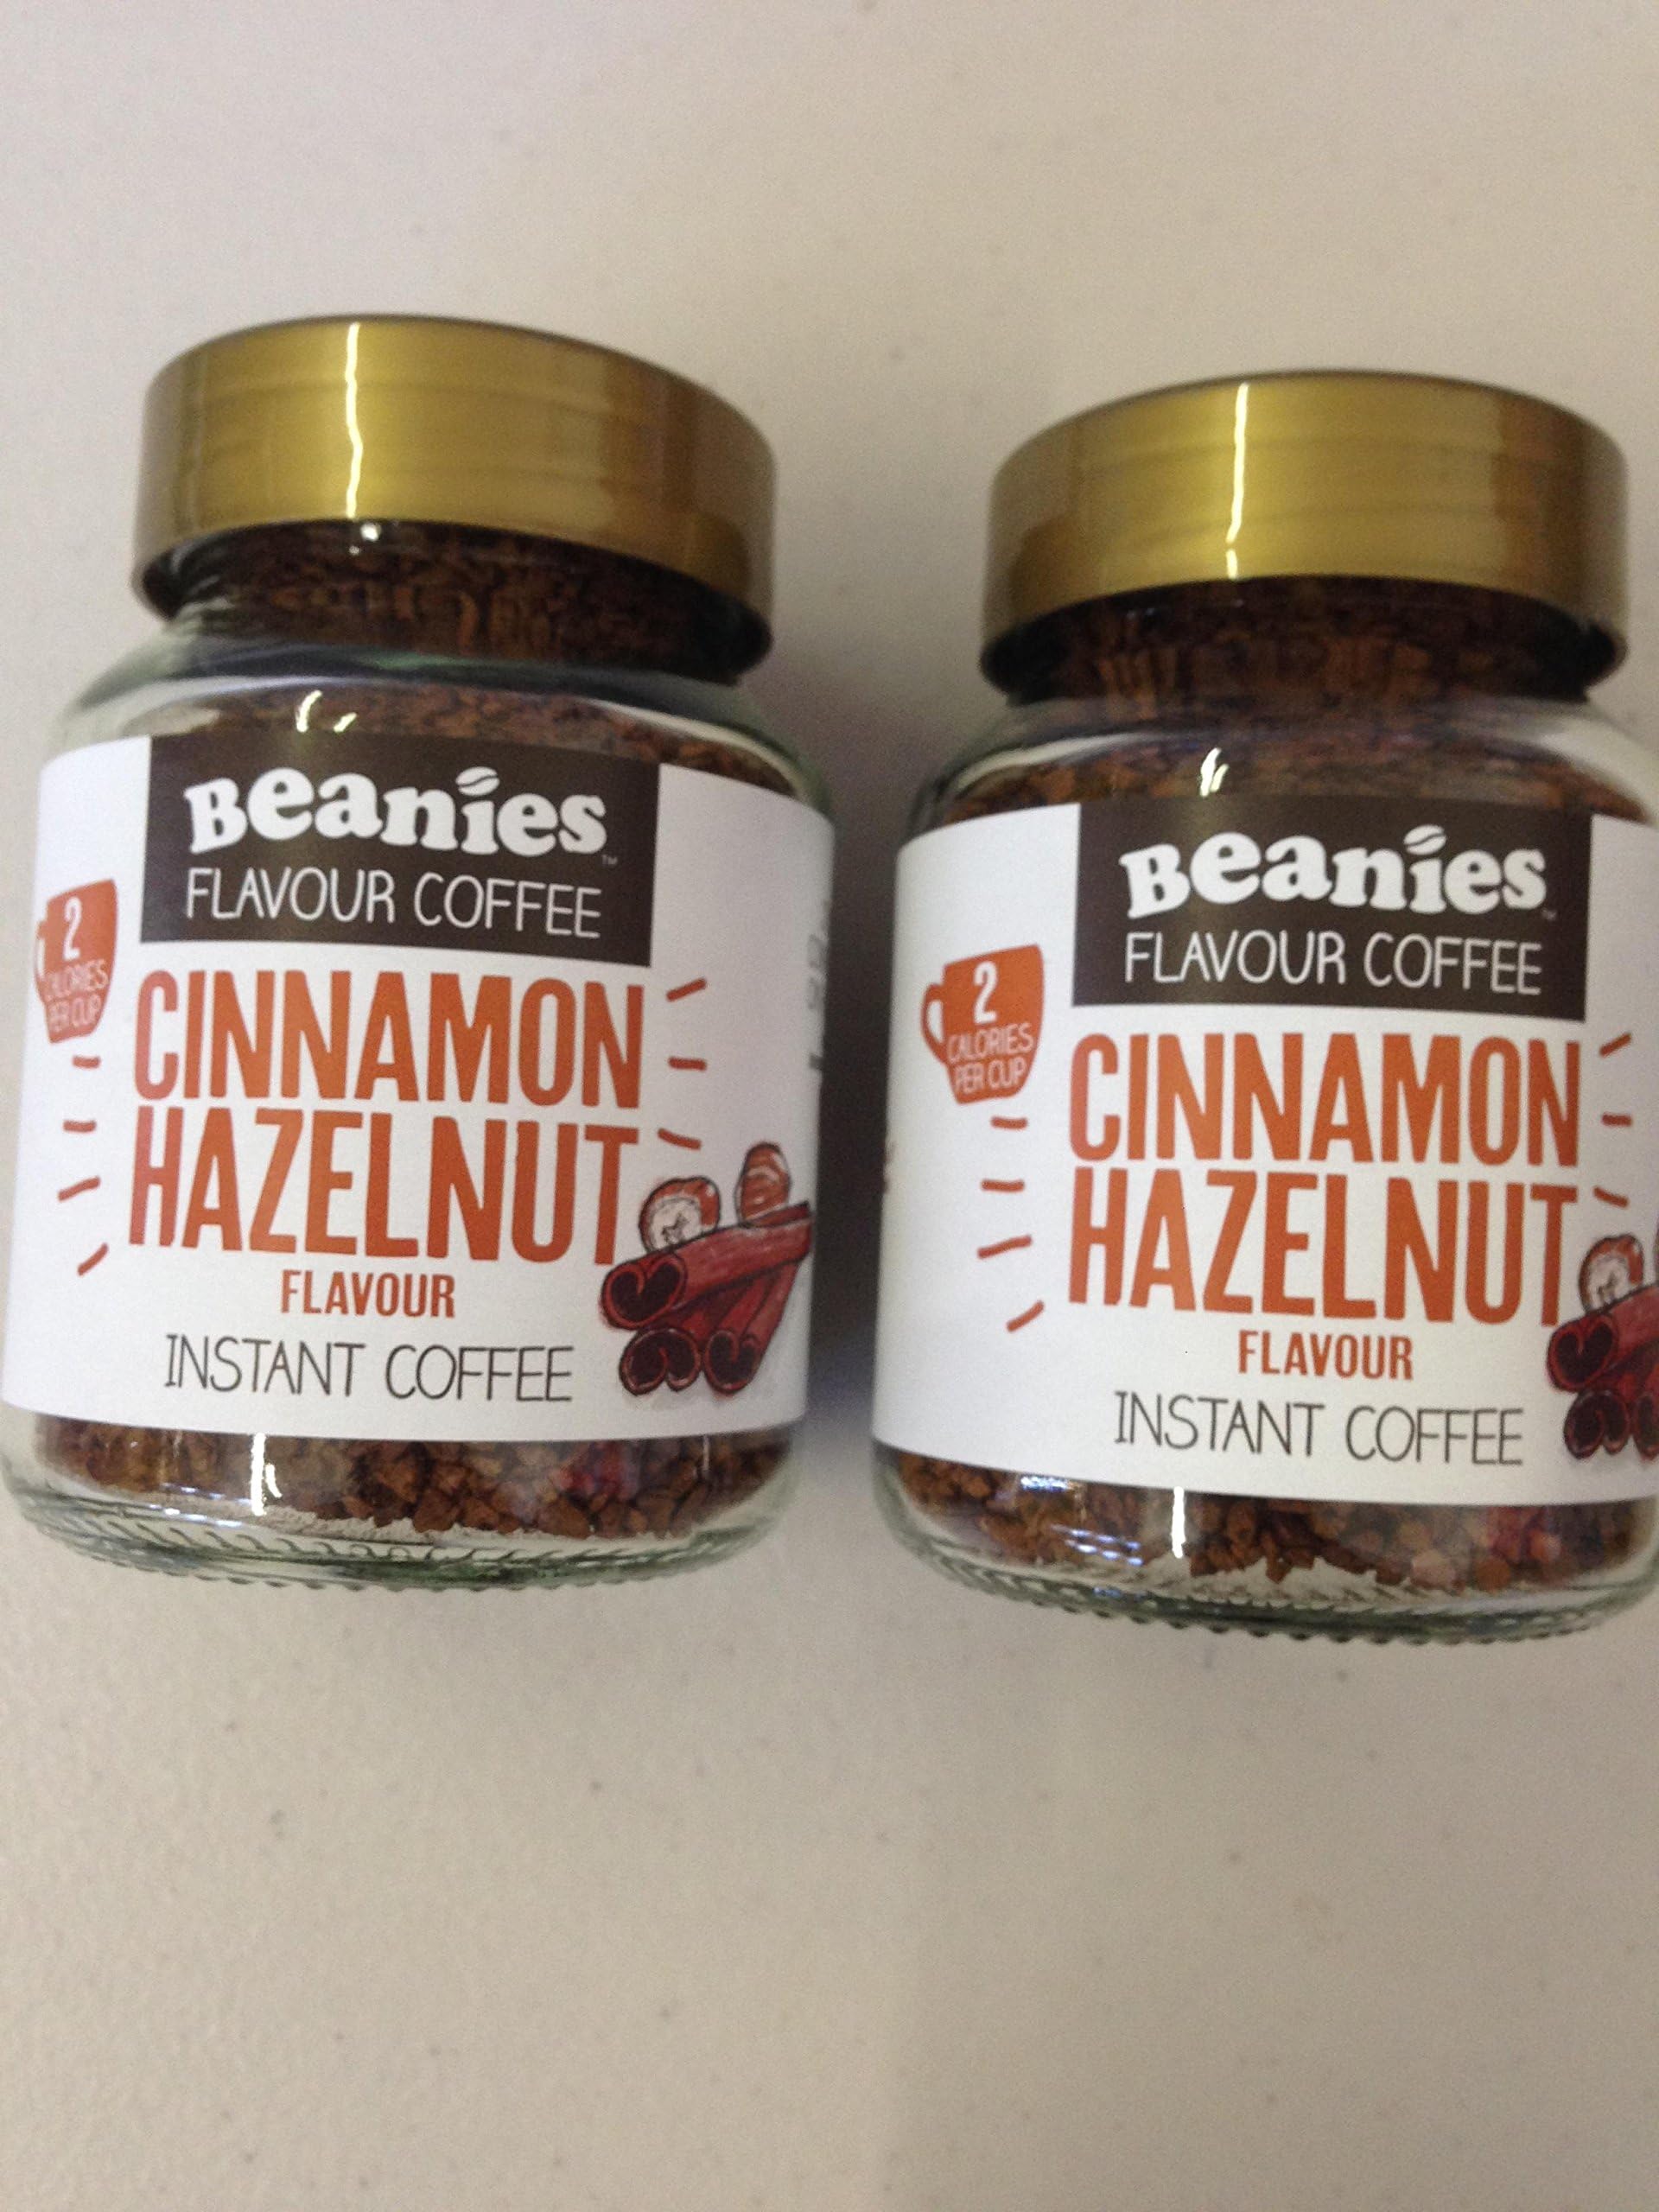 Beanies
FLAVOUR COFFEE
2
CALORIES
PER CUP
CINNAMON
HAZELNUT
FLAVOUR
INSTANT COFFEE
Beanies
FLAVOUR COFFEE
2
CALORIES
PER CUP
CINNAMON
HAZELNUT
FLAVOUR
INSTANT COFFEE